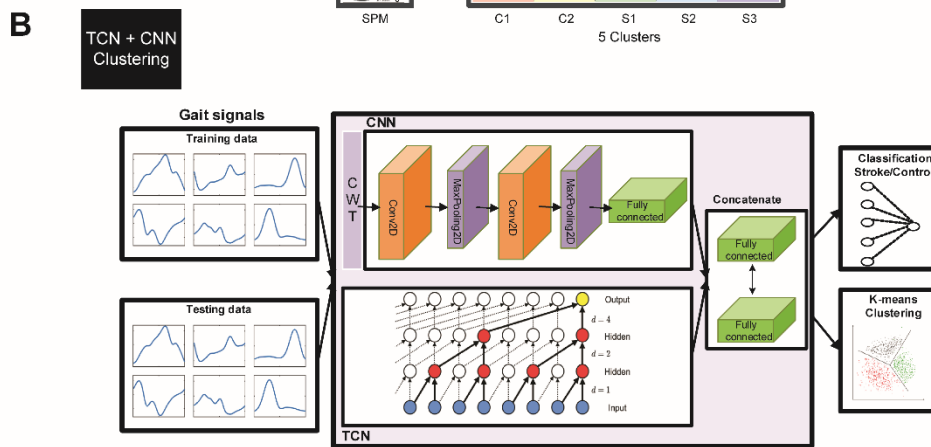 B
SPM
C1 C2 S1 S2 S3
5 Clusters
TCN + CNN
Clustering
Gait signals
Training data
Testing data
CNN
CWT
Conv2D
MaxPooling2D
Conv2D
MaxPooling2D
Fully
connected
TCN
Output
d = 4
Hidden
d = 2
Hidden
d = 1
Input
Concatenate
Fully
connected
Fully
connected
Classification
Stroke/Control
K-means
Clustering